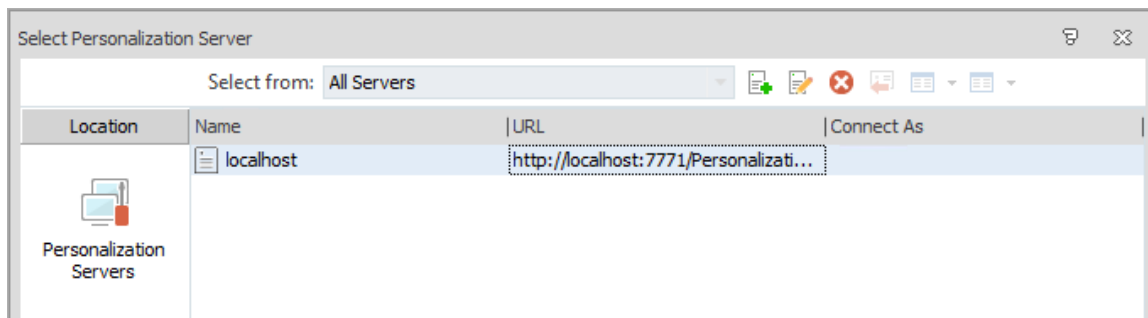 Select Personalization Server
Select from: All Servers
Location Name URL Connect As
localhost http://localhost:7771/Personalizati...
Personalization
Servers